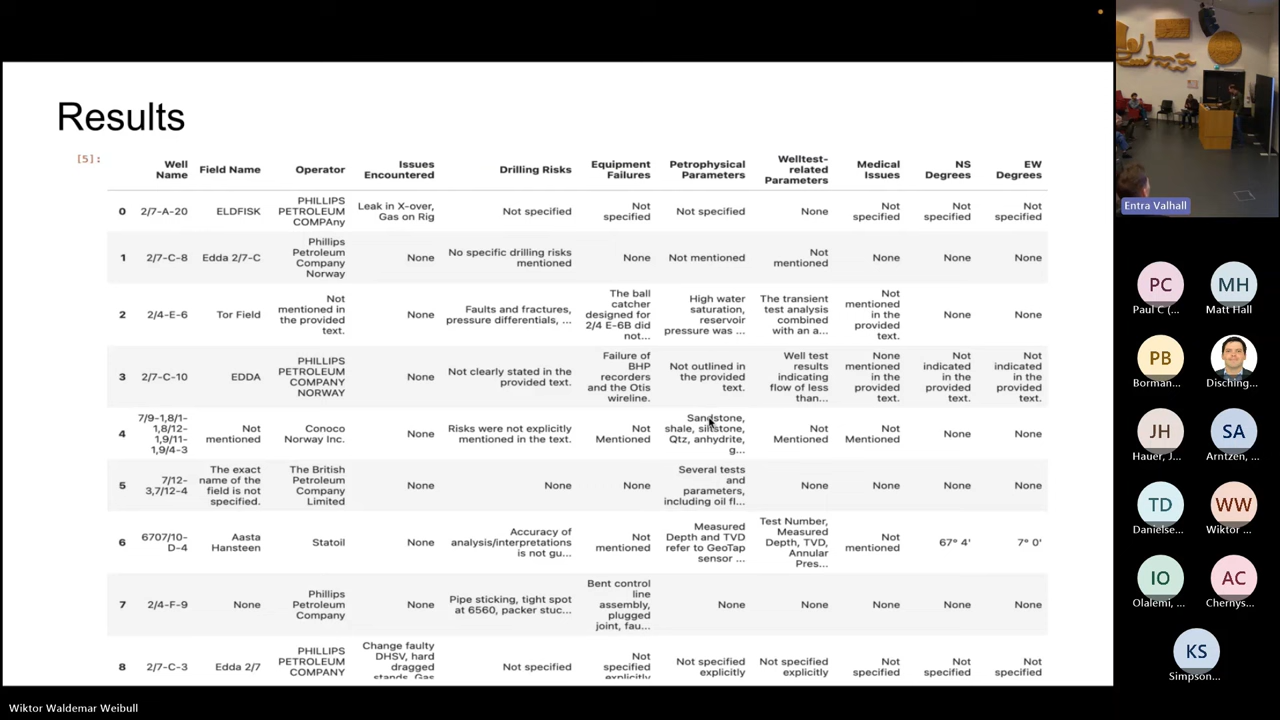 Results
[5]:
Well Name Field Name Operator Issues Encountered Drilling Risks Equipment Failures Petrophysical Parameters Welltest-related Parameters Medical Issues NS Degrees EW Degrees
0 2/7-A-20 ELDFISK PHILLIPS PETROLEUM COMPAny Leak in X-over, Gas on Rig Not specified Not specified Not specified None Not specified Not specified Not specified
1 2/7-C-8 Edda 2/7-C Phillips Petroleum Company Norway None No specific drilling risks mentioned None Not mentioned Not mentioned None None None
2 2/4-E-6 Tor Field Not mentioned in the provided text. None Faults and fractures, pressure differentials, ... The ball catcher designed for 2/4 E-6B did not... High water saturation, reservoir pressure was ... The transient test analysis combined with an a... Not mentioned in the provided text. None None
3 2/7-C-10 EDDA PHILLIPS PETROLEUM COMPANY NORWAY None Not clearly stated in the provided text. Failure of BHP recorders and the Otis wireline. Not outlined in the provided text. Well test results indicating flow of less than... None mentioned in the provided text. Not indicated in the provided text. Not indicated in the provided text.
4 7/9-1,8/1-1,8/12-1,9/11-1,9/4-3 Not mentioned Conoco Norway Inc. None Risks were not explicitly mentioned in the text. Not Mentioned Sandstone, shale, siltstone, Qtz, anhydrite, g... Not Mentioned Not Mentioned None None
5 7/12-3,7/12-4 The exact name of the field is not specified. The British Petroleum Company Limited None None None Several tests and parameters, including oil fl... None None None None
6 6707/10-D-4 Aasta Hansteen Statoil None Accuracy of analysis/interpretations is not gu... Not mentioned Measured Depth and TVD refer to GeoTap sensor ... Test Number, Measured Depth, TVD, Annular Pres... Not mentioned 67° 4' 7° 0'
7 2/4-F-9 None Phillips Petroleum Company None Pipe sticking, tight spot at 6560, packer stuc... Bent control line assembly, plugged joint, fau... None None None None None
8 2/7-C-3 Edda 2/7 PHILLIPS PETROLEUM COMPANY Change faulty DHSV, hard dragged stands, Gas Not specified Not specified explicitly Not specified explicitly Not specified explicitly Not specified Not specified Not specified
Entra Valhall
PC
Paul C (...
MH
Matt Hall
PB
Borman...
Disching...
JH
Hauer, J...
SA
Arntzen, ...
TD
Danielse...
WW
Wiktor ...
IO
Olalemi, ...
AC
Chernys...
KS
Simpson...
Wiktor Waldemar Weibull